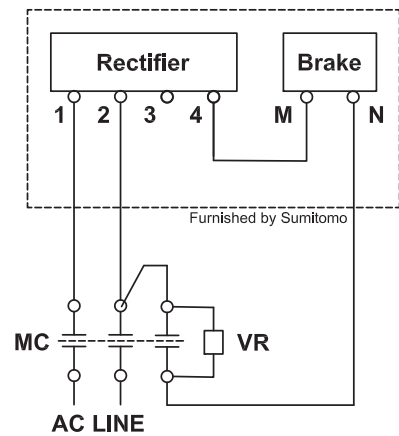 Rectifier Brake
1 2 3 4 M N
Furnished by Sumitomo
MC VR
AC LINE